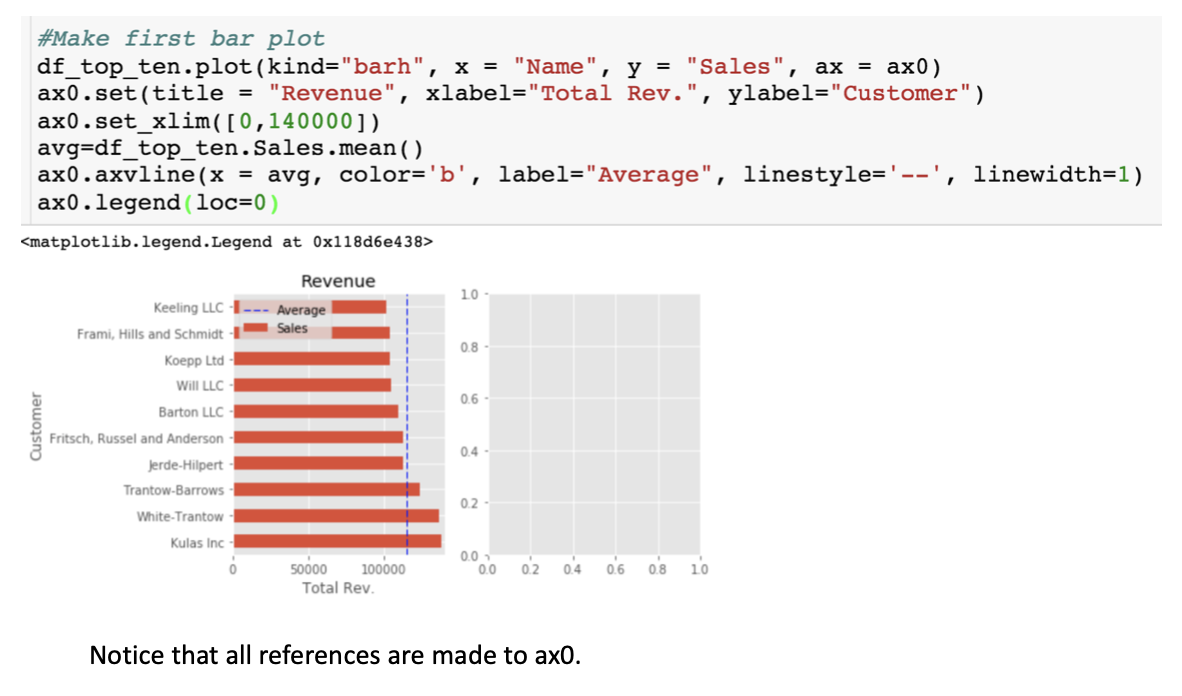 #Make first bar plot
df_top_ten.plot(kind="barh", x = "Name", y = "Sales", ax = ax0)
ax0.set(title = "Revenue", xlabel="Total Rev.", ylabel="Customer")
ax0.set_xlim([0,140000])
avg=df_top_ten.Sales.mean()
ax0.axvline(x = avg, color='b', label="Average", linestyle='--', linewidth=1)
ax0.legend(loc=0)
<matplotlib.legend.Legend at 0x118d6e438>
Revenue
Customer
Keeling LLC
Frami, Hills and Schmidt
Koepp Ltd
Will LLC
Barton LLC
Fritsch, Russel and Anderson
Jerde-Hilpert
Trantow-Barrows
White-Trantow
Kulas Inc
Average
Sales
0 50000 100000
Total Rev.
1.0
0.8
0.6
0.4
0.2
0.0
0.0 0.2 0.4 0.6 0.8 1.0
Notice that all references are made to ax0.